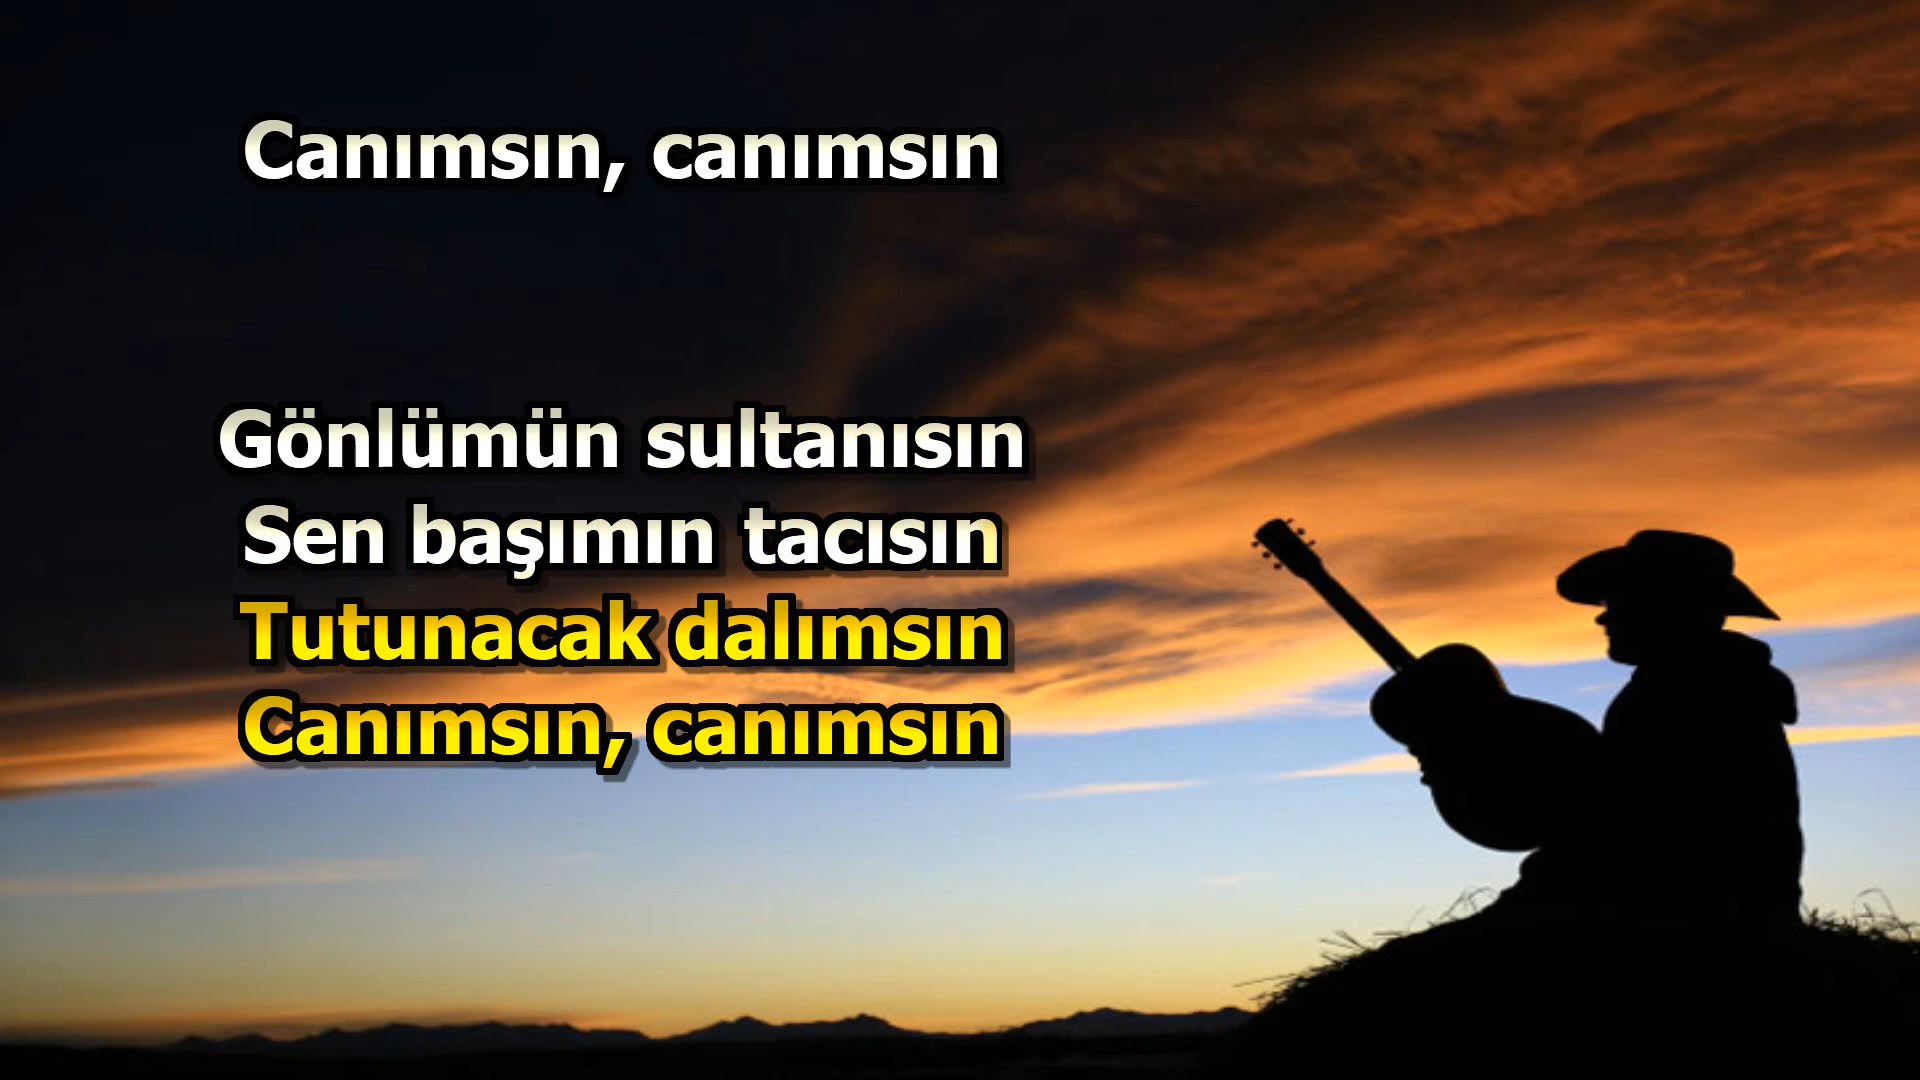 Canımsın, canımsın
Gönlümün sultanısın
Sen başımın tacısın
Tutunacak dalımsın
Canımsın, canımsın